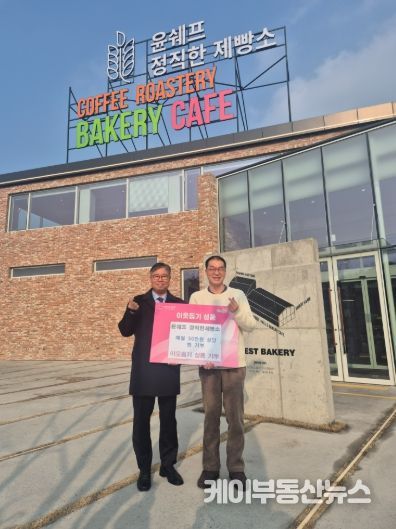 윤쉐프
정직한 제빵소
COFFEE ROASTERY
BAKERY CAFE
이웃돕기 성품
윤쉐프 정직한제빵소
매월 30만원 상당
빵 기부
이웃돕기 성품 기부
EST BAKERY
케이부동산뉴스